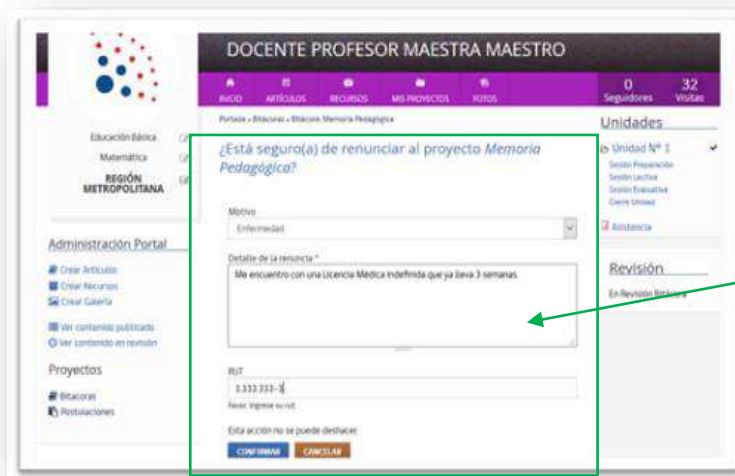 DOCENTE PROFESOR MAESTRA MAESTRO
INICIO ARTÍCULOS RECURSOS MIS PROYECTOS FOTOS
0 32
Seguidores Visitas
Educación Básica
Matemática
REGIÓN
METROPOLITANA
Administración Portal
Crear Artículos
Crear Recursos
Crear Galería
Ver contenido publicado
Ver contenido en revisión
Proyectos
Bitacoras
Postulaciones
Portada » Bitácoras » Bitácora Memoria Pedagógica
¿Está seguro(a) de renunciar al proyecto Memoria
Pedagógica?
Motivo
Enfermedad
Detalle de la renuncia *
Me encuentro con una Licencia Médica Indefinida que ya lleva 3 semanas.
RUT
3.333.333-3
Favor, ingrese su rut.
Esta acción no se puede deshacer.
CONFIRMAR CANCELAR
Unidades
Unidad Nº 1
Sesión Preparación
Sesión Lectiva
Sesión Evaluativa
Cierre Unidad
Asistencia
Revisión
En Revisión Bitácora